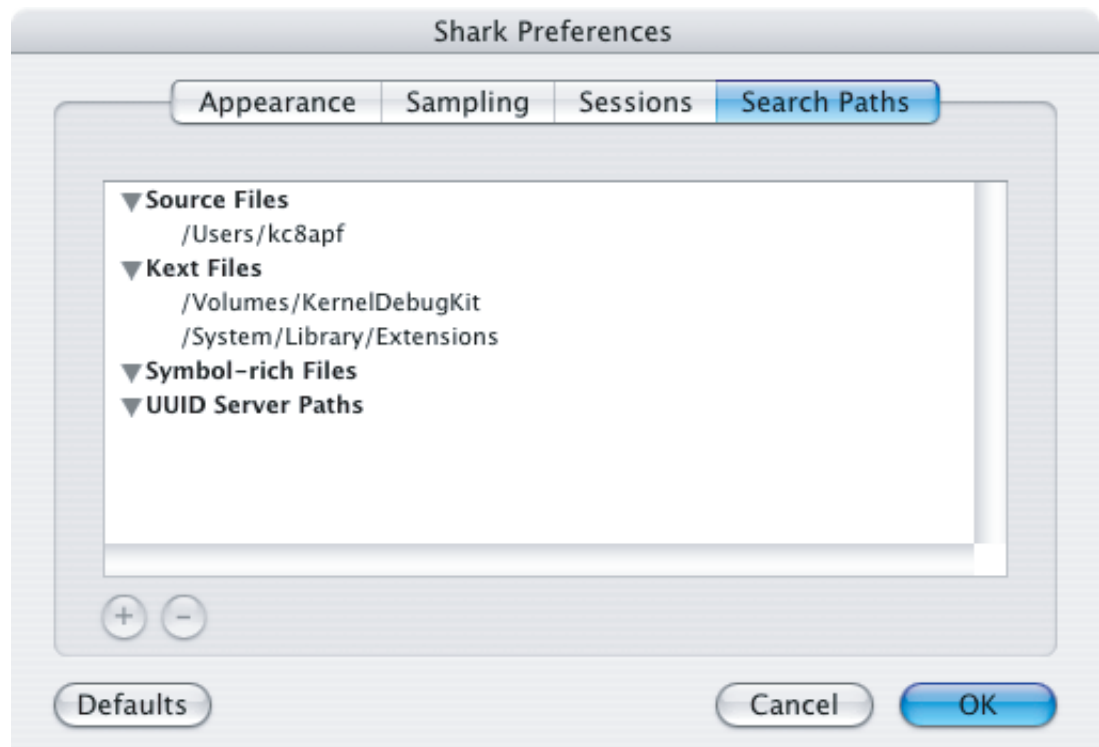 Shark Preferences
Appearance Sampling Sessions Search Paths
Source Files
/Users/kc8apf
Kext Files
/Volumes/KernelDebugKit
/System/Library/Extensions
Symbol-rich Files
UUID Server Paths
+ -
Defaults Cancel OK